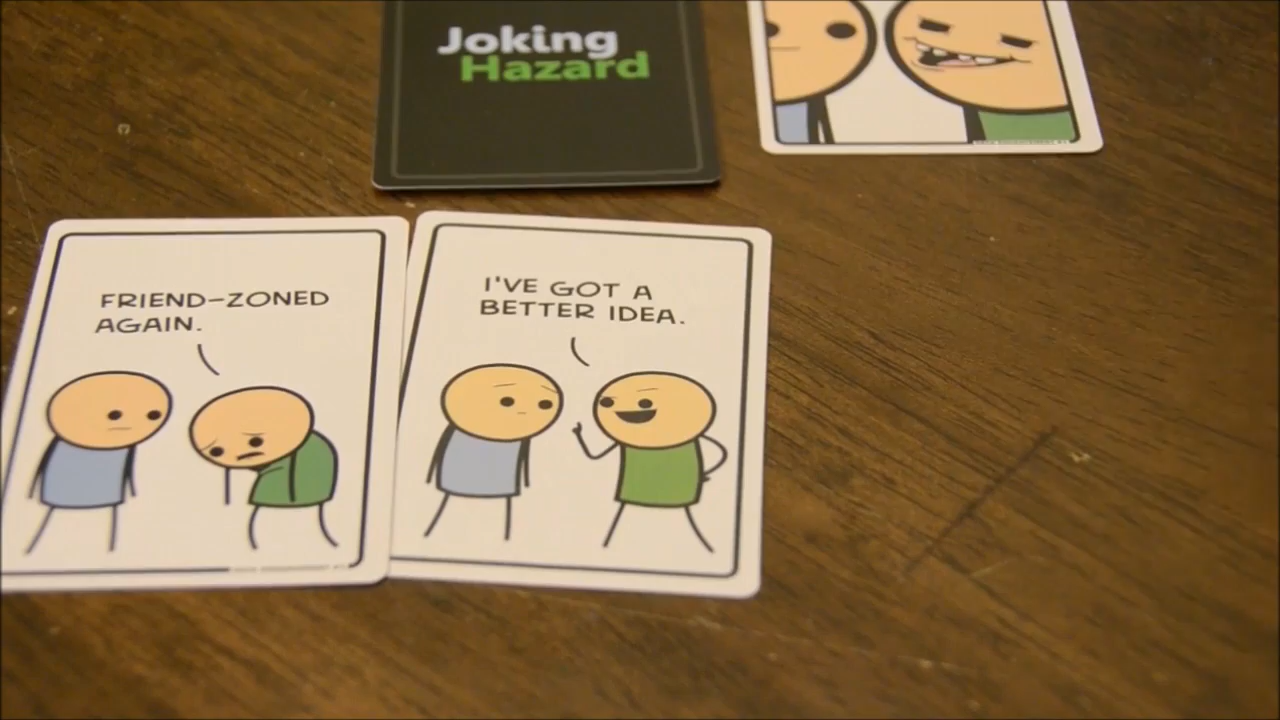 Joking
Hazard
FRIEND-ZONED
AGAIN.
I'VE GOT A
BETTER IDEA.